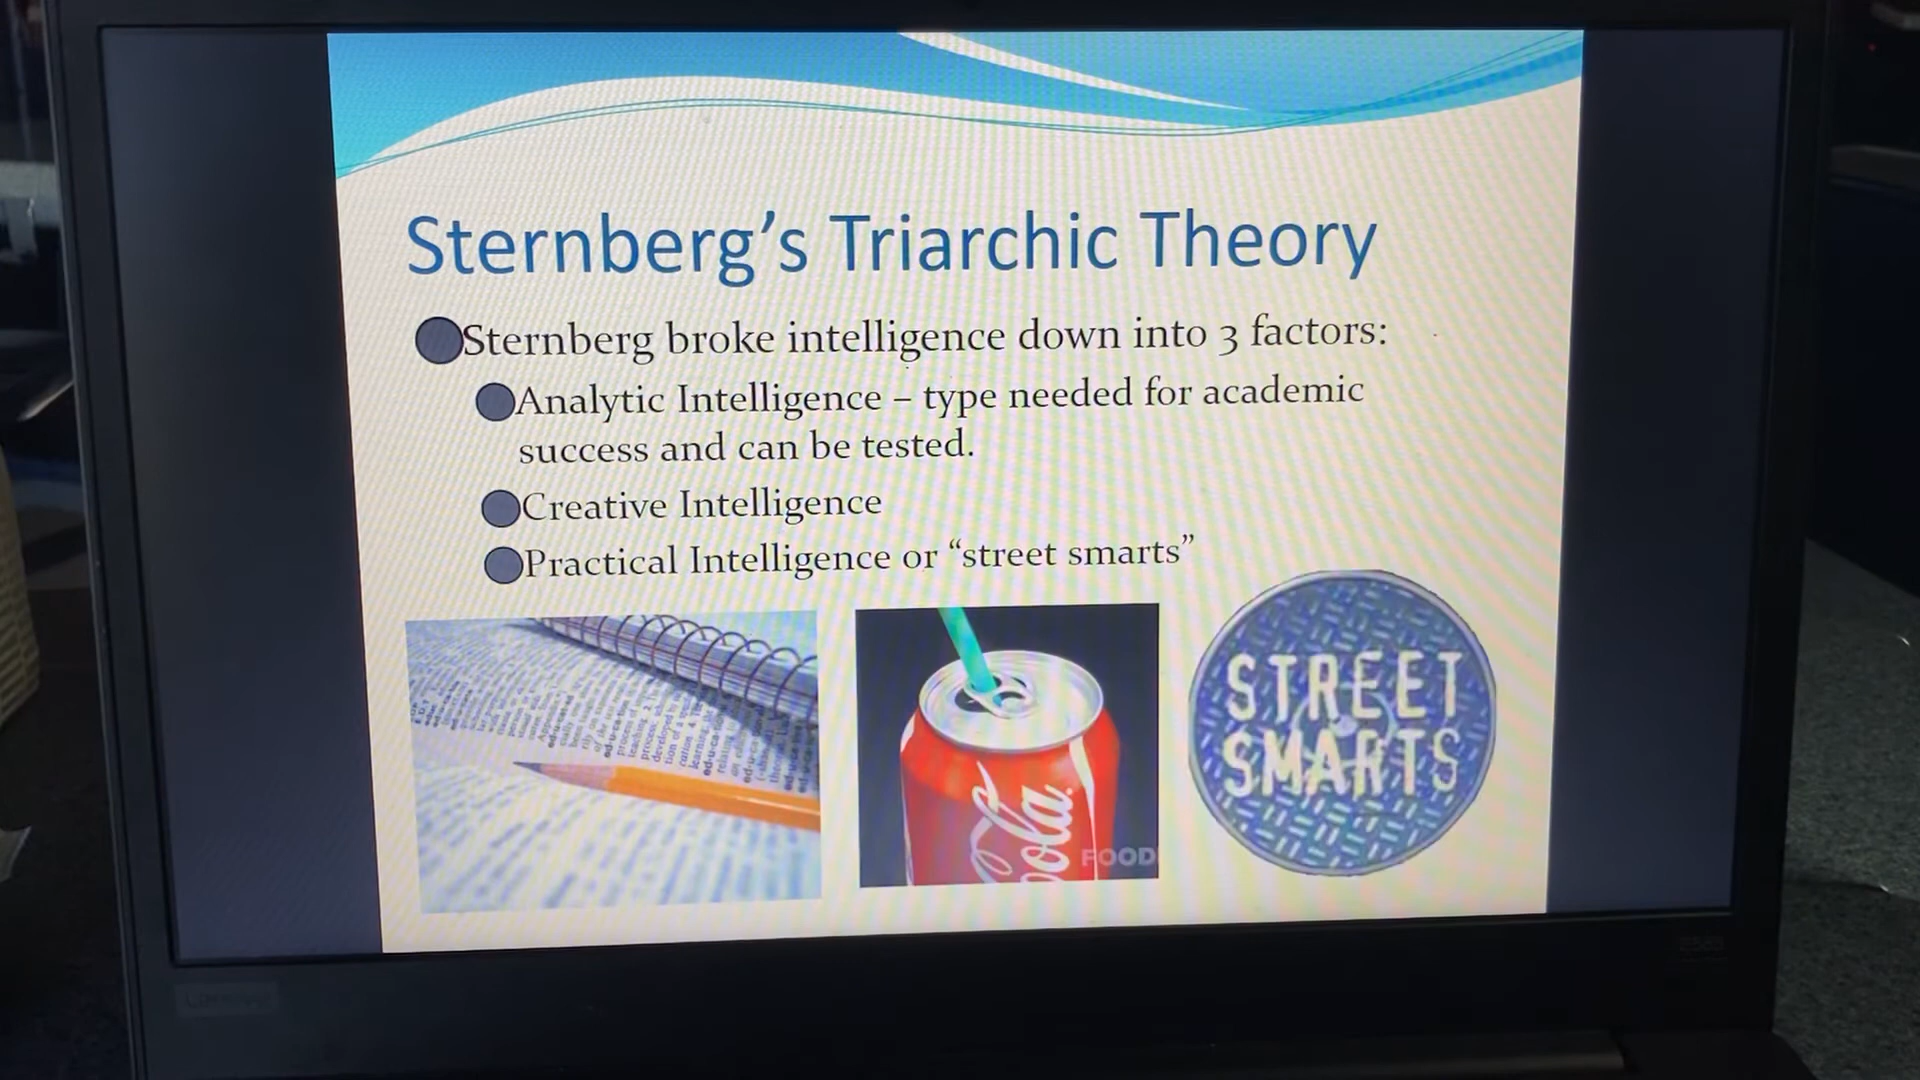 Sternberg’s Triarchic Theory
Sternberg broke intelligence down into 3 factors:
Analytic Intelligence – type needed for academic
success and can be tested.
Creative Intelligence
Practical Intelligence or “street smarts”
STREET
SMARTS
ola
FOOD